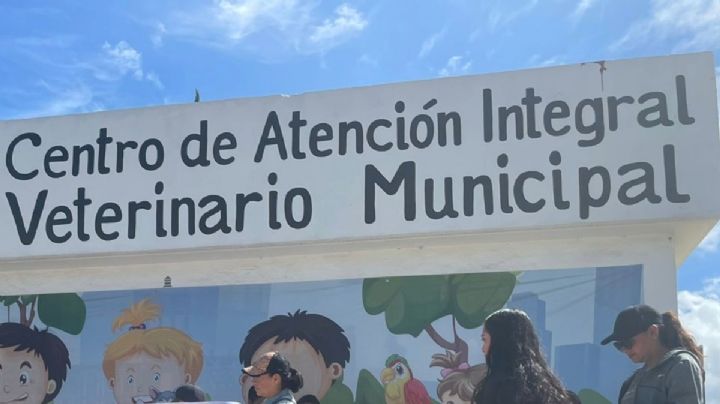 Centro de Atención Integral
Veterinario Municipal